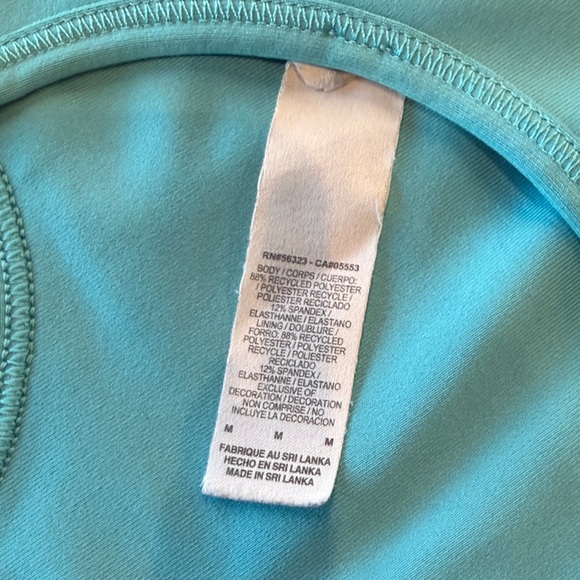 RN#56323 - CA#05553
BODY / CORPS / CUERPO:
88% RECYCLED POLYESTER
/ POLYESTER RECYCLE /
POLIESTER RECICLADO
12% SPANDEX /
ELASTHANNE / ELASTANO
LINING / DOUBLURE /
FORRO: 88% RECYCLED
POLYESTER / POLYESTER
RECYCLE / POLIESTER
RECICLADO
12% SPANDEX /
ELASTHANNE / ELASTANO
EXCLUSIVE OF
DECORATION / DECORATION
NON COMPRISE / NO
INCLUYE LA DECORACION
M M M
FABRIQUE AU SRI LANKA
HECHO EN SRI LANKA
MADE IN SRI LANKA